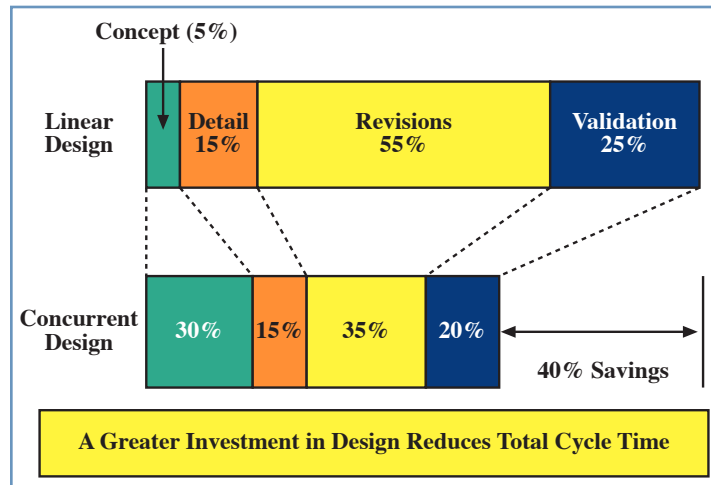 Concept (5%)
Linear
Design
Detail
15%
Revisions
55%
Validation
25%
Concurrent
Design
30%
15%
35%
20%
40% Savings
A Greater Investment in Design Reduces Total Cycle Time